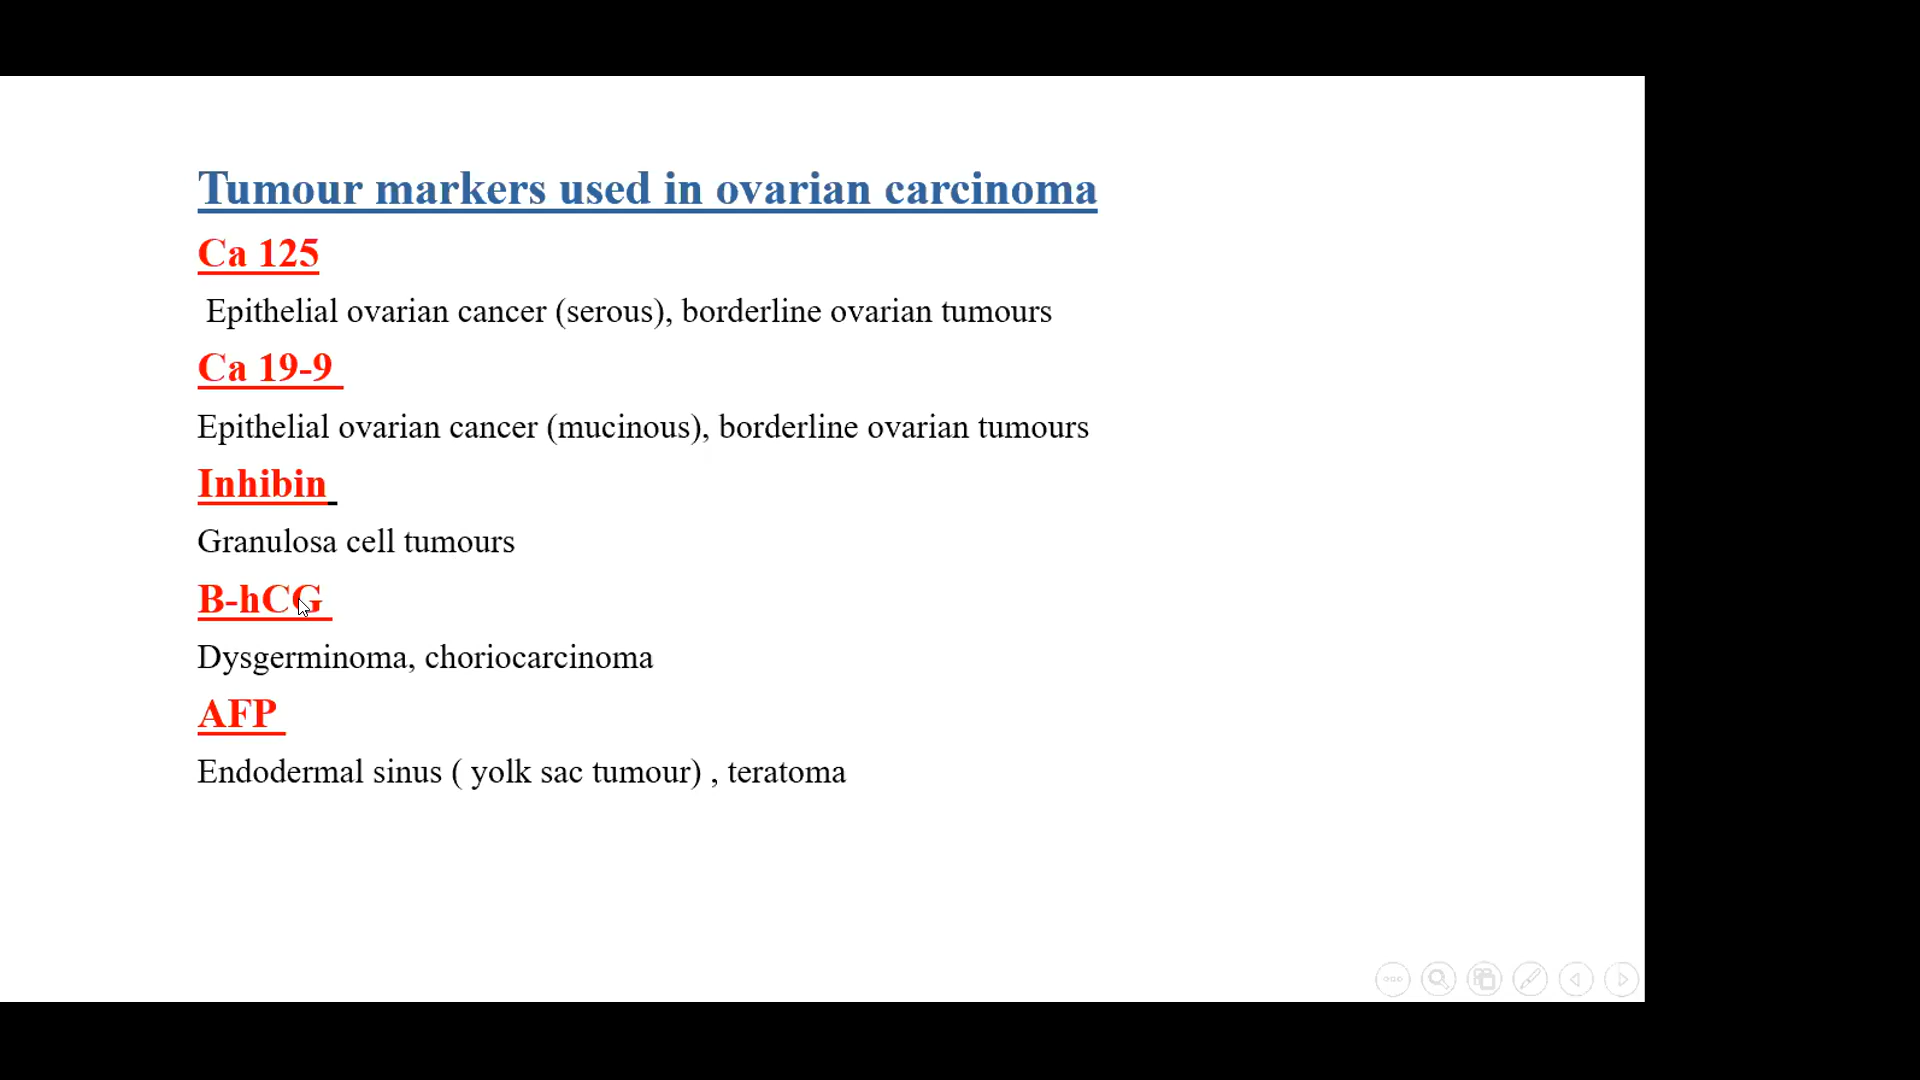 Tumour markers used in ovarian carcinoma
Ca 125
Epithelial ovarian cancer (serous), borderline ovarian tumours
Ca 19-9
Epithelial ovarian cancer (mucinous), borderline ovarian tumours
Inhibin
Granulosa cell tumours
B-hCG
Dysgerminoma, choriocarcinoma
AFP
Endodermal sinus ( yolk sac tumour) , teratoma